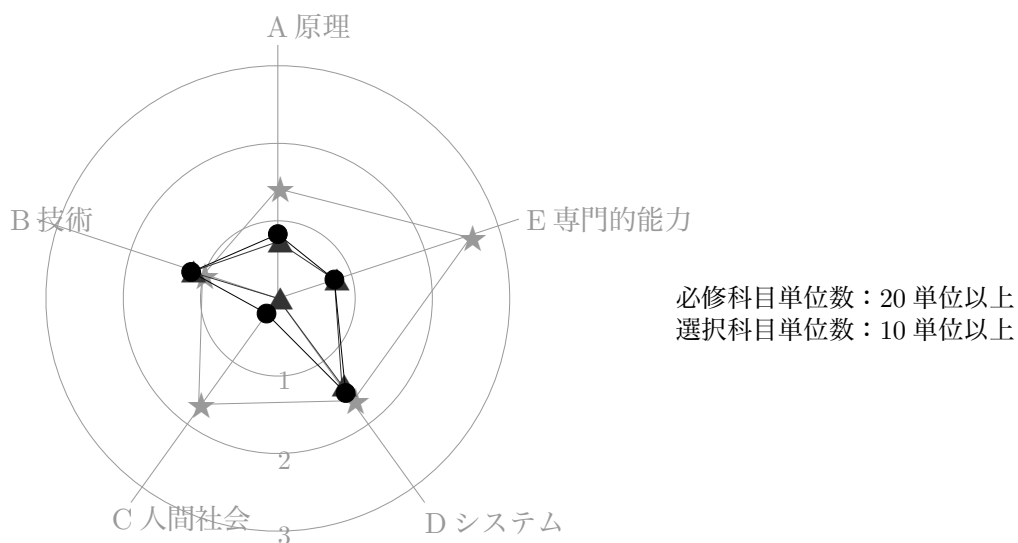 A 原理
B 技術
E 専門的能力
必修科目単位数：20 単位以上
選択科目単位数：10 単位以上
1
2
C 人間社会
D システム
3